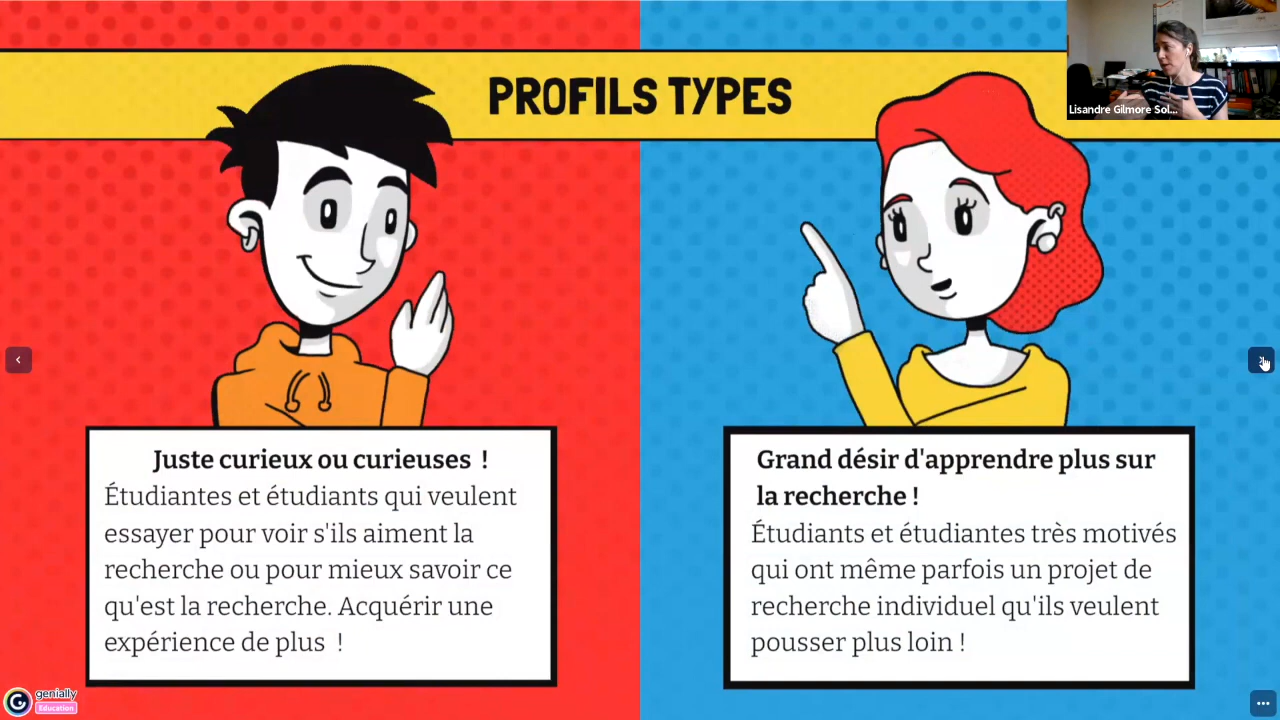 PROFILS TYPES
Lisandre Gilmore Sol...
Juste curieux ou curieuses !
Étudiantes et étudiants qui veulent
essayer pour voir s'ils aiment la
recherche ou pour mieux savoir ce
qu'est la recherche. Acquérir une
expérience de plus !
Grand désir d'apprendre plus sur
la recherche !
Étudiants et étudiantes très motivés
qui ont même parfois un projet de
recherche individuel qu'ils veulent
pousser plus loin !
genially
Education